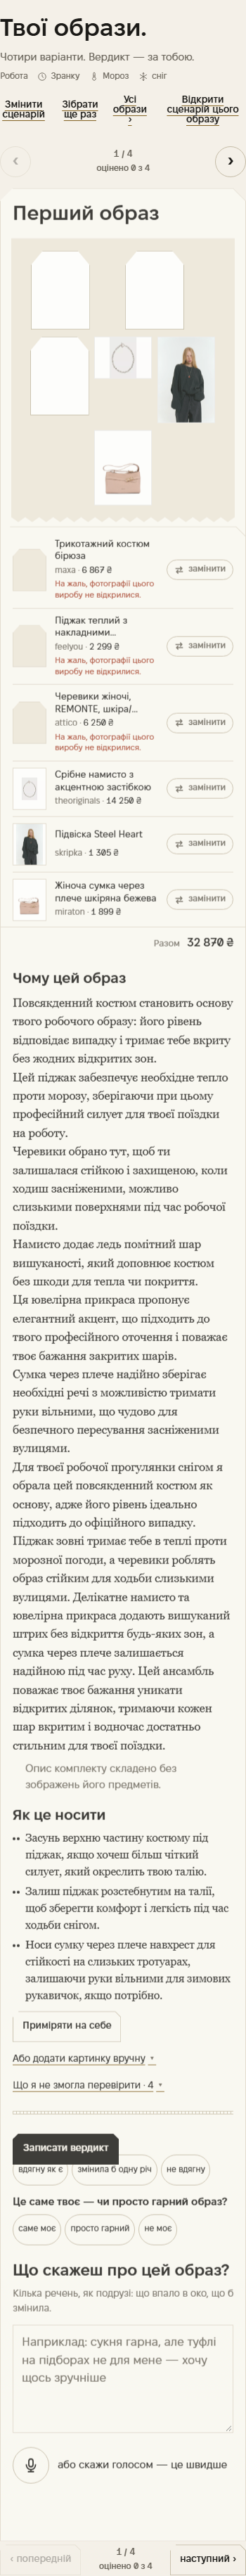 Твої образи.
Чотири варіанти. Вердикт — за тобою.
Робота Зранку Мороз сніг
Змінити сценарій
Зібрати ще раз
Усі образи ›
Відкрити сценарій цього образу
‹
1 / 4
оцінено 0 з 4
›
Перший образ
Трикотажний костюм
бірюза
maxa · 6 867 ₴
На жаль, фотографії цього
виробу не відкрилися.
замінити
Піджак теплий з
накладними...
feelyou · 2 299 ₴
На жаль, фотографії цього
виробу не відкрилися.
замінити
Черевики жіночі,
REMONTE, шкіра/...
attico · 6 250 ₴
На жаль, фотографії цього
виробу не відкрилися.
замінити
Срібне намисто з
акцентною застібкою
theoriginals · 14 250 ₴
замінити
Підвіска Steel Heart
skripka · 1 305 ₴
замінити
Жіноча сумка через
плече шкіряна бежева
miraton · 1 899 ₴
замінити
Разом 32 870 ₴
Чому цей образ
Повсякденний костюм становить основу
твого робочого образу: його рівень
відповідає випадку і тримає тебе вкриту
без жодних відкритих зон.
Цей піджак забезпечує необхідне тепло
проти морозу, зберігаючи при цьому
професійний силует для твоєї поїздки
на роботу.
Черевики обрано тут, щоб ти
залишалася стійкою і захищеною, коли
ходиш засніженими, можливо
слизькими поверхнями під час робочої
поїздки.
Намисто додає ледь помітний шар
вишуканості, який доповнює костюм
без шкоди для тепла чи покриття.
Ця ювелірна прикраса пропонує
елегантний акцент, що підходить до
твого професійного оточення і поважає
твоє бажання закритих шарів.
Сумка через плече надійно зберігає
необхідні речі з можливістю тримати
руки вільними, що чудово для
безпечного пересування засніженими
вулицями.
Для твоєї робочої прогулянки снігом я
обрала цей повсякденний костюм як
основу, адже його рівень ідеально
підходить до офіційного випадку.
Піджак зовні тримає тебе в теплі проти
морозної погоди, а черевики роблять
образ стійким для ходьби слизькими
вулицями. Делікатне намисто та
ювелірна прикраса додають вишуканий
штрих без відкриття будь-яких зон, а
сумка через плече залишається
надійною під час руху. Цей ансамбль
поважає твоє бажання уникати
відкритих ділянок, тримаючи кожен
шар вкритим і водночас достатньо
стильним для твоєї поїздки.
Опис комплекту складено без
зображень його предметів.
Як це носити
•• Засунь верхню частину костюму під
піджак, якщо хочеш більш чіткий
силует, який окреслить твою талію.
•• Залиш піджак розстебнутим на талії,
щоб зберегти комфорт і легкість під час
ходьби снігом.
•• Носи сумку через плече навхрест для
стійкості на слизьких тротуарах,
залишаючи руки вільними для зимових
рукавичок, якщо потрібно.
Приміряти на себе
Або додати картинку вручну
Що я не змогла перевірити · 4
Записати вердикт
вдягну як є
змінила б одну річ
не вдягну
Це саме твоє — чи просто гарний образ?
саме моє
просто гарний
не моє
Що скажеш про цей образ?
Кілька речень, як подрузі: що впало в око, що б
змінила.
Наприклад: сукня гарна, але туфлі
на підборах не для мене — хочу
щось зручніше
або скажи голосом — це швидше
‹ попередній
1 / 4
оцінено 0 з 4
наступний ›